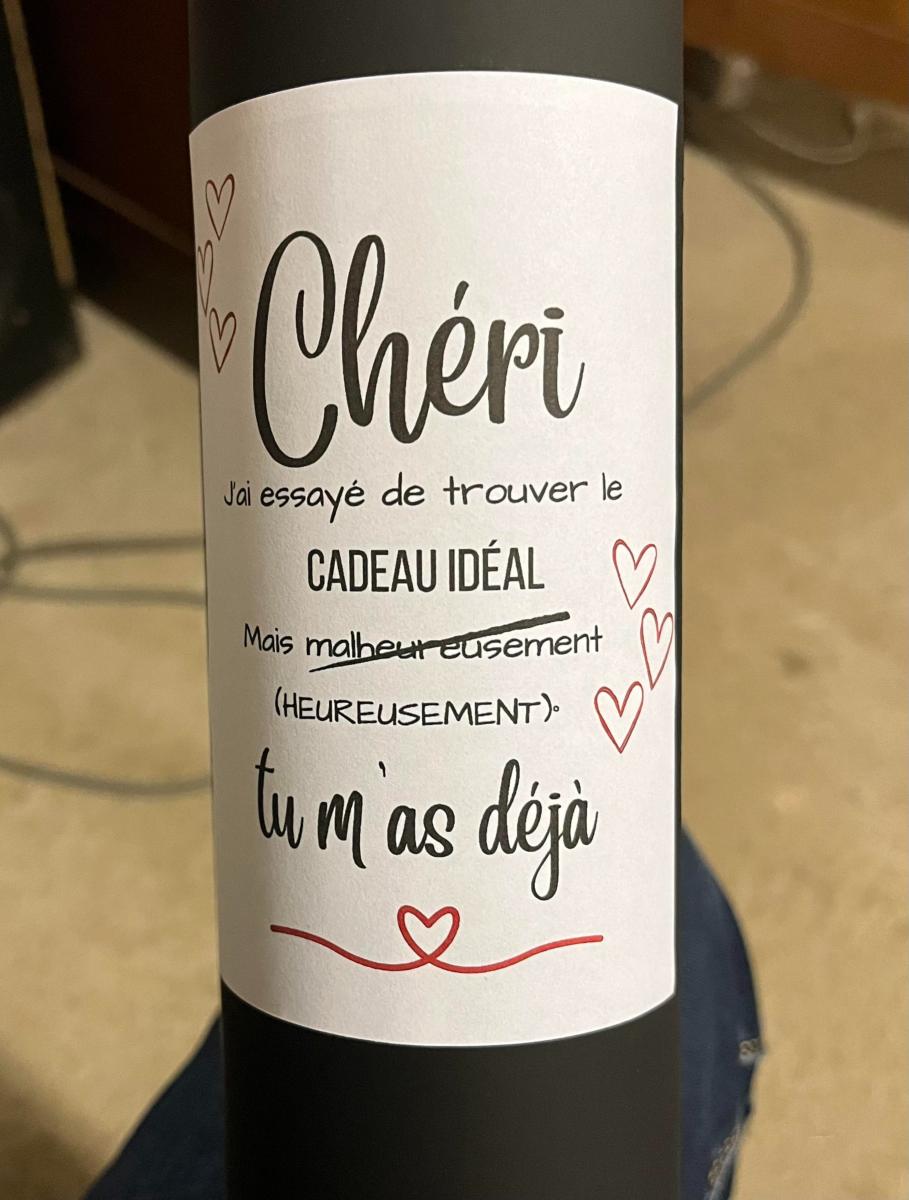 Chéri
J'ai essayé de trouver le
CADEAU IDÉAL
Mais malheureusement
(HEUREUSEMENT).
tu m'as déjà